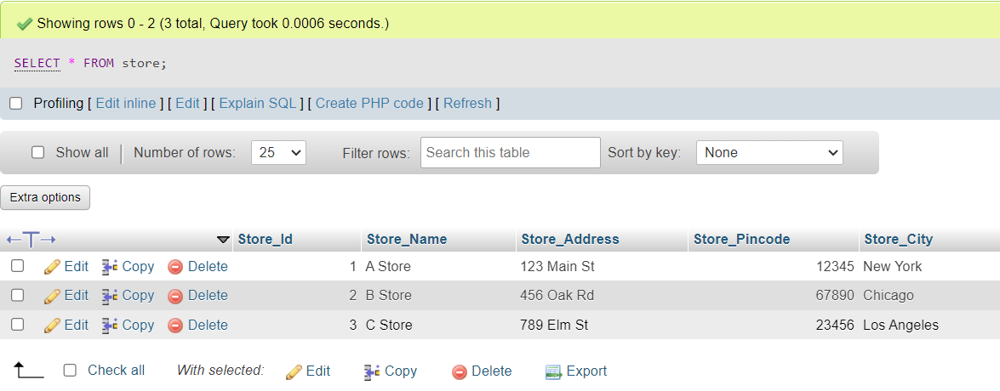 Showing rows 0 - 2 (3 total, Query took 0.0006 seconds.)
SELECT * FROM store;
Profiling [ Edit inline ] [ Edit ] [ Explain SQL ] [ Create PHP code ] [ Refresh ]
Show all Number of rows: 25 Filter rows: Search this table Sort by key: None
Extra options
Store_Id Store_Name Store_Address Store_Pincode Store_City
Edit Copy Delete 1 A Store 123 Main St 12345 New York
Edit Copy Delete 2 B Store 456 Oak Rd 67890 Chicago
Edit Copy Delete 3 C Store 789 Elm St 23456 Los Angeles
Check all With selected: Edit Copy Delete Export